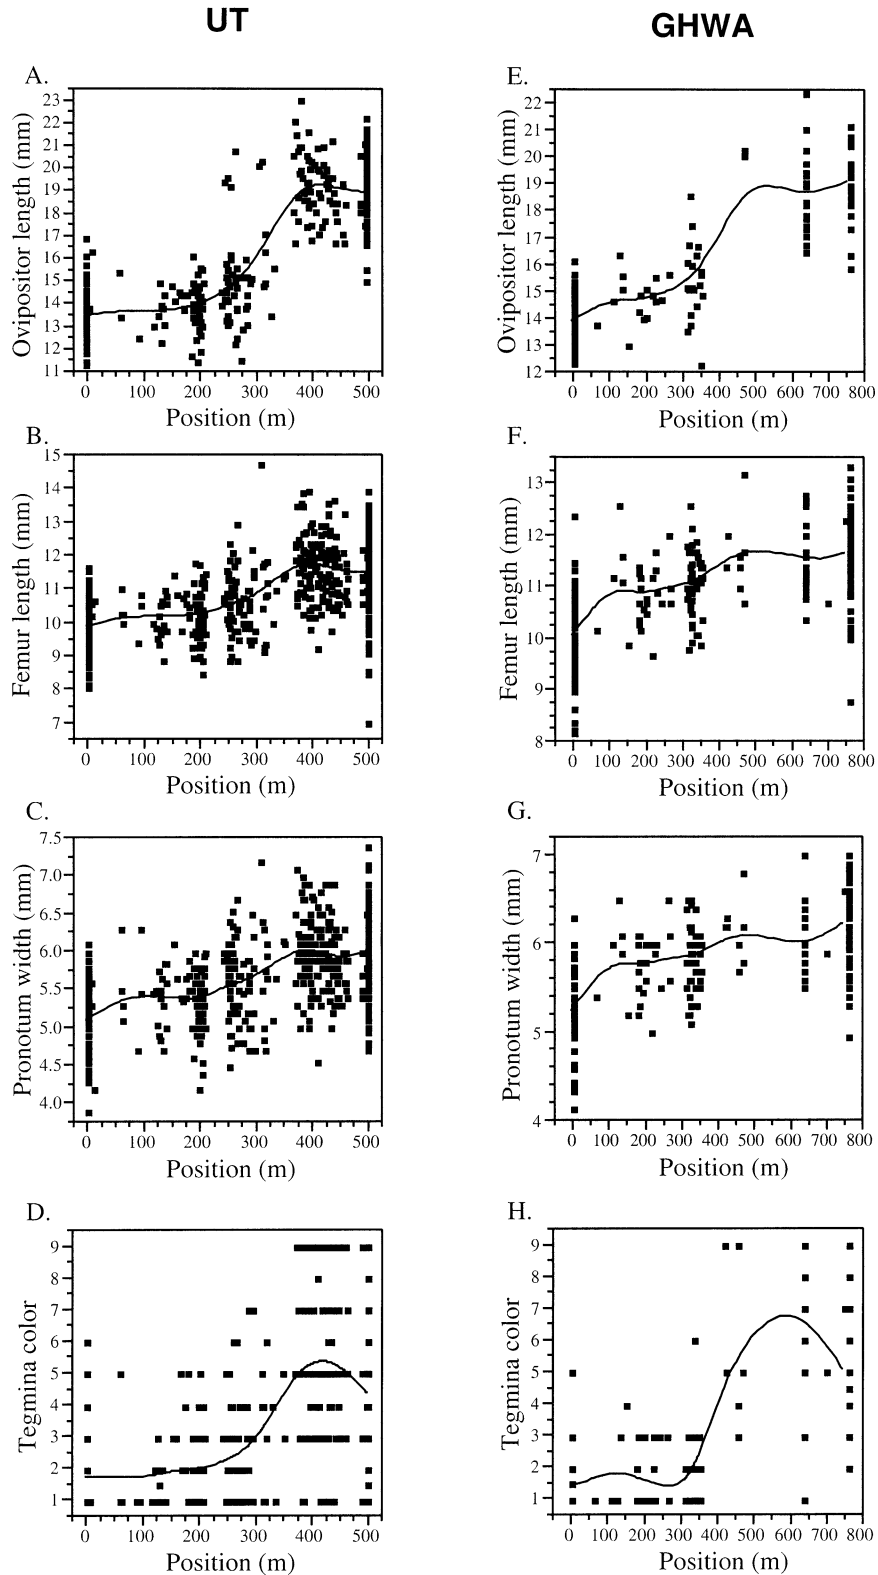 UT
GHWA
A.
Ovipositor length (mm)
23
22
21
20
19
18
17
16
15
14
13
12
11
0 100 200 300 400 500
Position (m)
E.
Ovipositor length (mm)
22
21
20
19
18
17
16
15
14
13
12
0 100 200 300 400 500 600 700 800
Position (m)
B.
Femur length (mm)
15
14
13
12
11
10
9
8
7
0 100 200 300 400 500
Position (m)
F.
Femur length (mm)
13
12
11
10
9
8
0 100 200 300 400 500 600 700 800
Position (m)
C.
Pronotum width (mm)
7.5
7.0
6.5
6.0
5.5
5.0
4.5
4.0
0 100 200 300 400 500
Position (m)
G.
Pronotum width (mm)
7
6
5
4
0 100 200 300 400 500 600 700 800
Position (m)
D.
Tegmina color
9
8
7
6
5
4
3
2
1
0 100 200 300 400 500
Position (m)
H.
Tegmina color
9
8
7
6
5
4
3
2
1
0 100 200 300 400 500 600 700 800
Position (m)